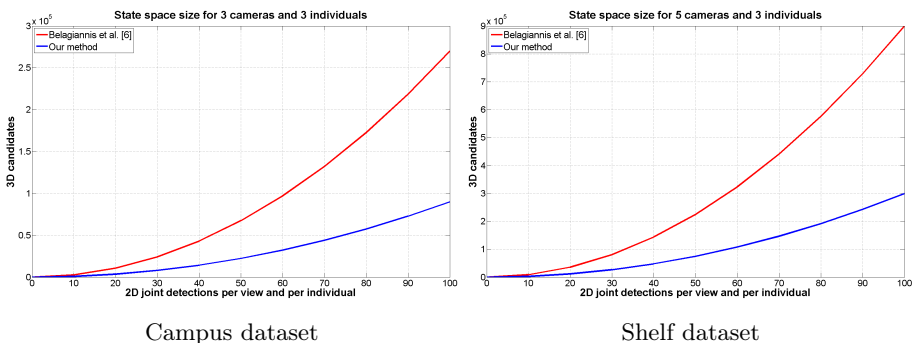 State space size for 3 cameras and 3 individuals
x 10^5
3
2.5
2
1.5
1
0.5
0
Belagiannis et al. [6]
Our method
3D candidates
0 10 20 30 40 50 60 70 80 90 100
2D joint detections per view and per individual
Campus dataset
State space size for 5 cameras and 3 individuals
x 10^5
9
8
7
6
5
4
3
2
1
0
Belagiannis et al. [6]
Our method
3D candidates
0 10 20 30 40 50 60 70 80 90 100
2D joint detections per view and per individual
Shelf dataset